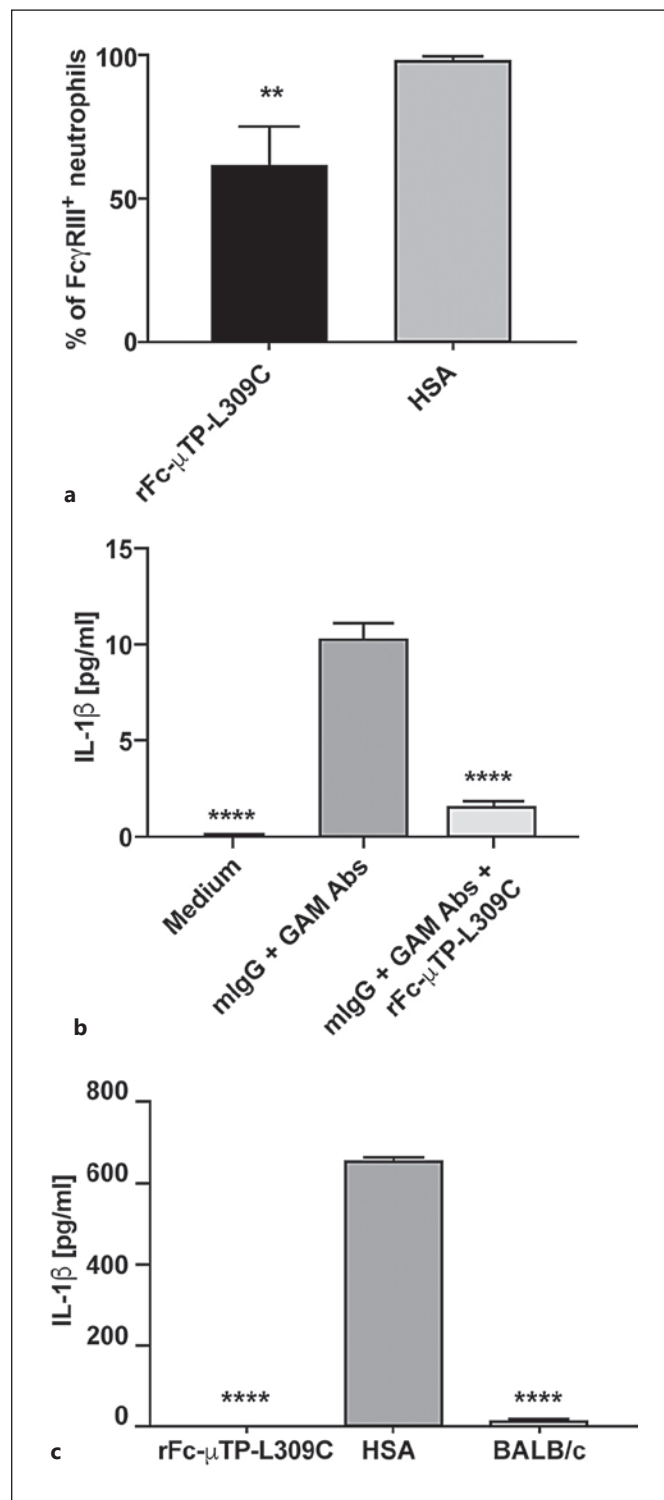 100
50
0
% of FcγRIII⁺ neutrophils
**
rFc-μTP-L309C
HSA
a
15
10
5
0
IL-1β [pg/ml]
****
****
Medium
mIgG + GAM Abs
mIgG + GAM Abs +
rFc-μTP-L309C
b
800
600
400
200
0
IL-1β [pg/ml]
****
****
rFc-μTP-L309C
HSA
BALB/c
c